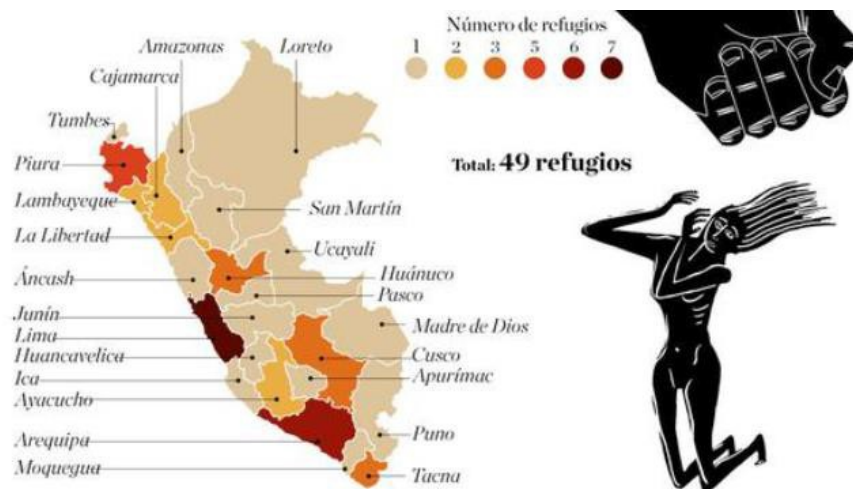 Número de refugios
1 2 3 5 6 7
Total: 49 refugios
Amazonas
Loreto
Cajamarca
Tumbes
Piura
Lambayeque
San Martín
La Libertad
Ucayali
Áncash
Huánuco
Pasco
Junín
Madre de Dios
Lima
Huancavelica
Cusco
Ica
Apurímac
Ayacucho
Arequipa
Puno
Moquegua
Tacna